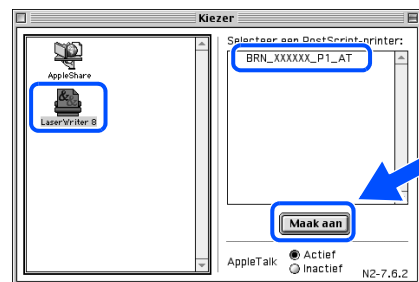 Kiezer
AppleShare
LaserWriter 8
Selecteer een PostScript-printer:
BRN_XXXXXX_P1_AT
Maak aan
AppleTalk
Actief
Inactief
N2-7.6.2